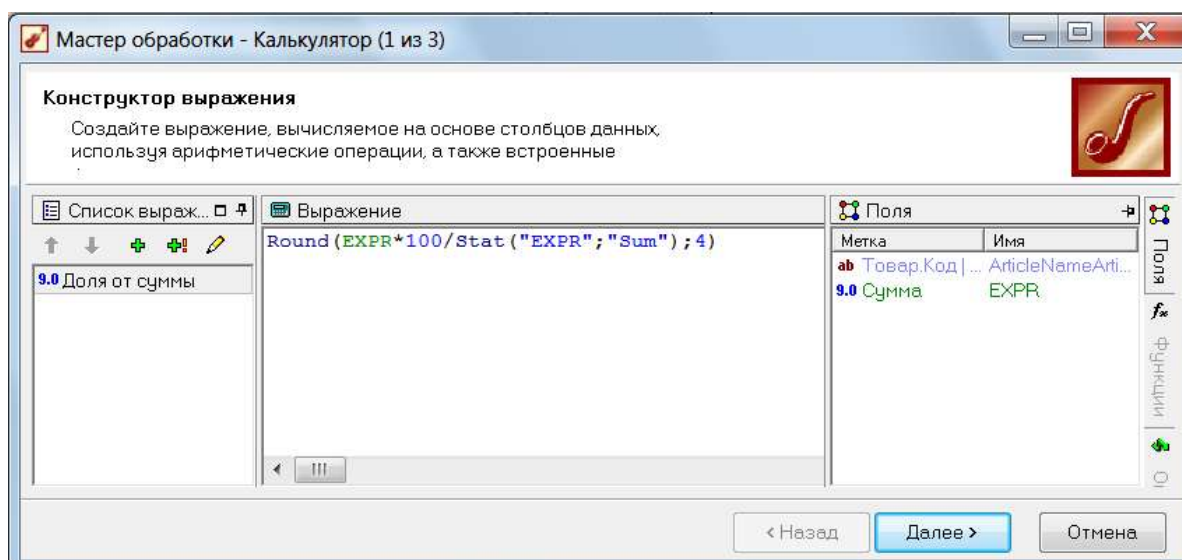 Мастер обработки - Калькулятор (1 из 3)
Конструктор выражения
Создайте выражение, вычисляемое на основе столбцов данных,
используя арифметические операции, а также встроенные
Список выраж...
Выражение
Поля
Метка Имя
Round(EXPR*100/Stat("EXPR";"Sum");4)
9.0 Доля от суммы
ab Товар.Код | ... ArticleNameArti...
9.0 Сумма EXPR
Поля
fx Функции
< Назад
Далее >
Отмена